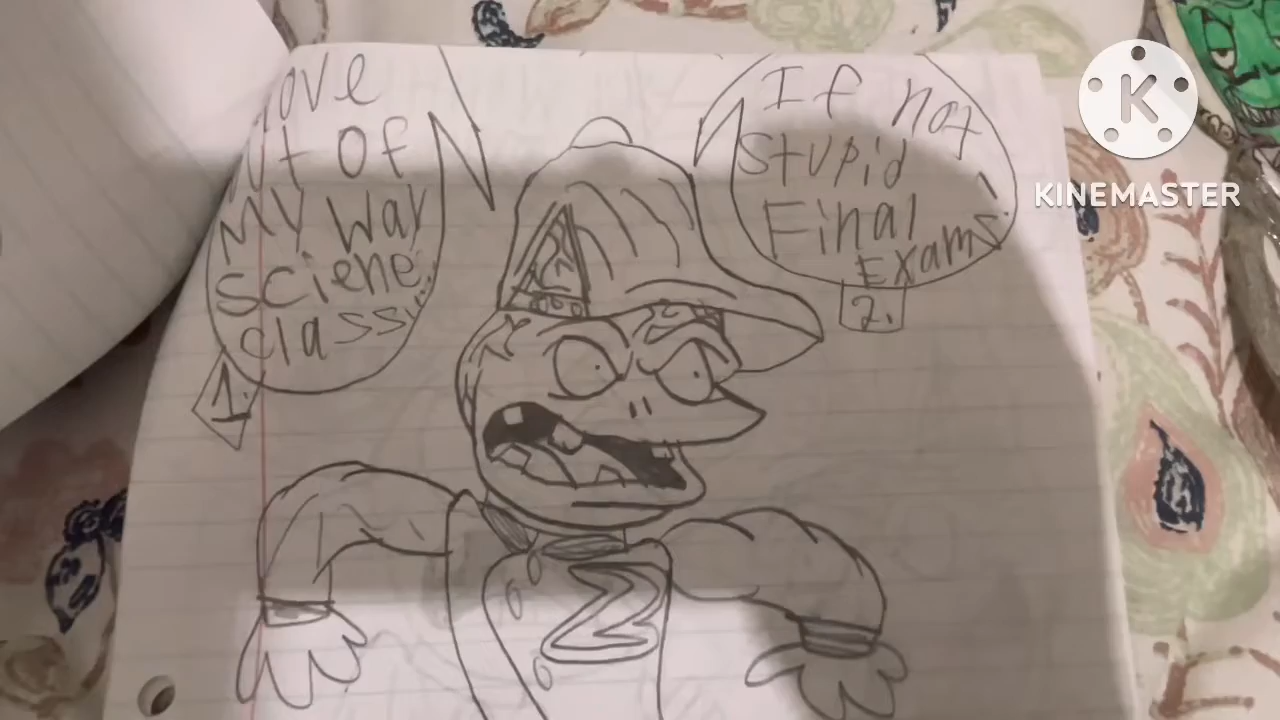 ove
ut of
My way
Sciene
class!..
1.
If not
Stupid
Final
Exams!
2.
K
KINEMASTER